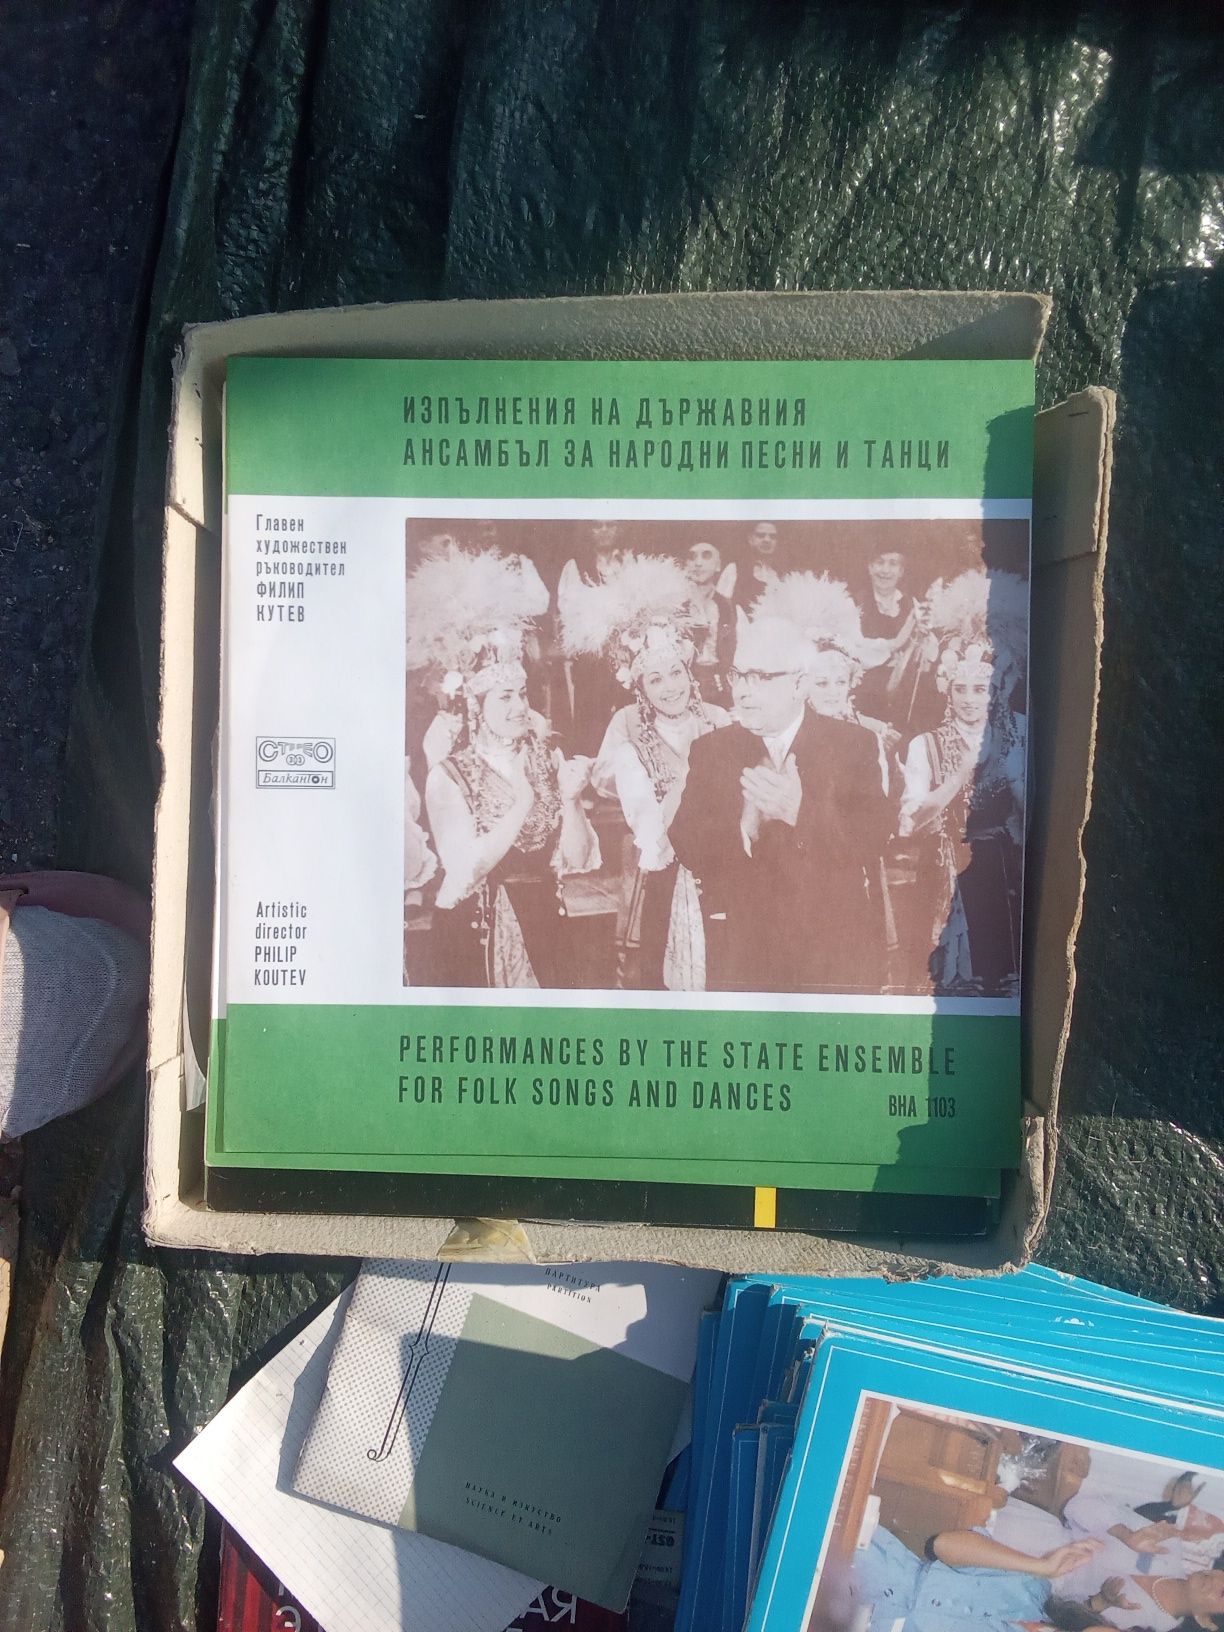 ИЗПЪЛНЕНИЯ НА ДЪРЖАВНИЯ
АНСАМБЪЛ ЗА НАРОДНИ ПЕСНИ И ТАНЦИ
Главен
художествен
ръководител
ФИЛИП
КУТЕВ
СТЕРЕО
33
Балкантон
Artistic
director
PHILIP
KOUTEV
PERFORMANCES BY THE STATE ENSEMBLE
FOR FOLK SONGS AND DANCES
ВНА 1103
ПАРТИТУРА
PARTITION
НАУКА И ИЗКУСТВО
SCIENCE ET ARTS